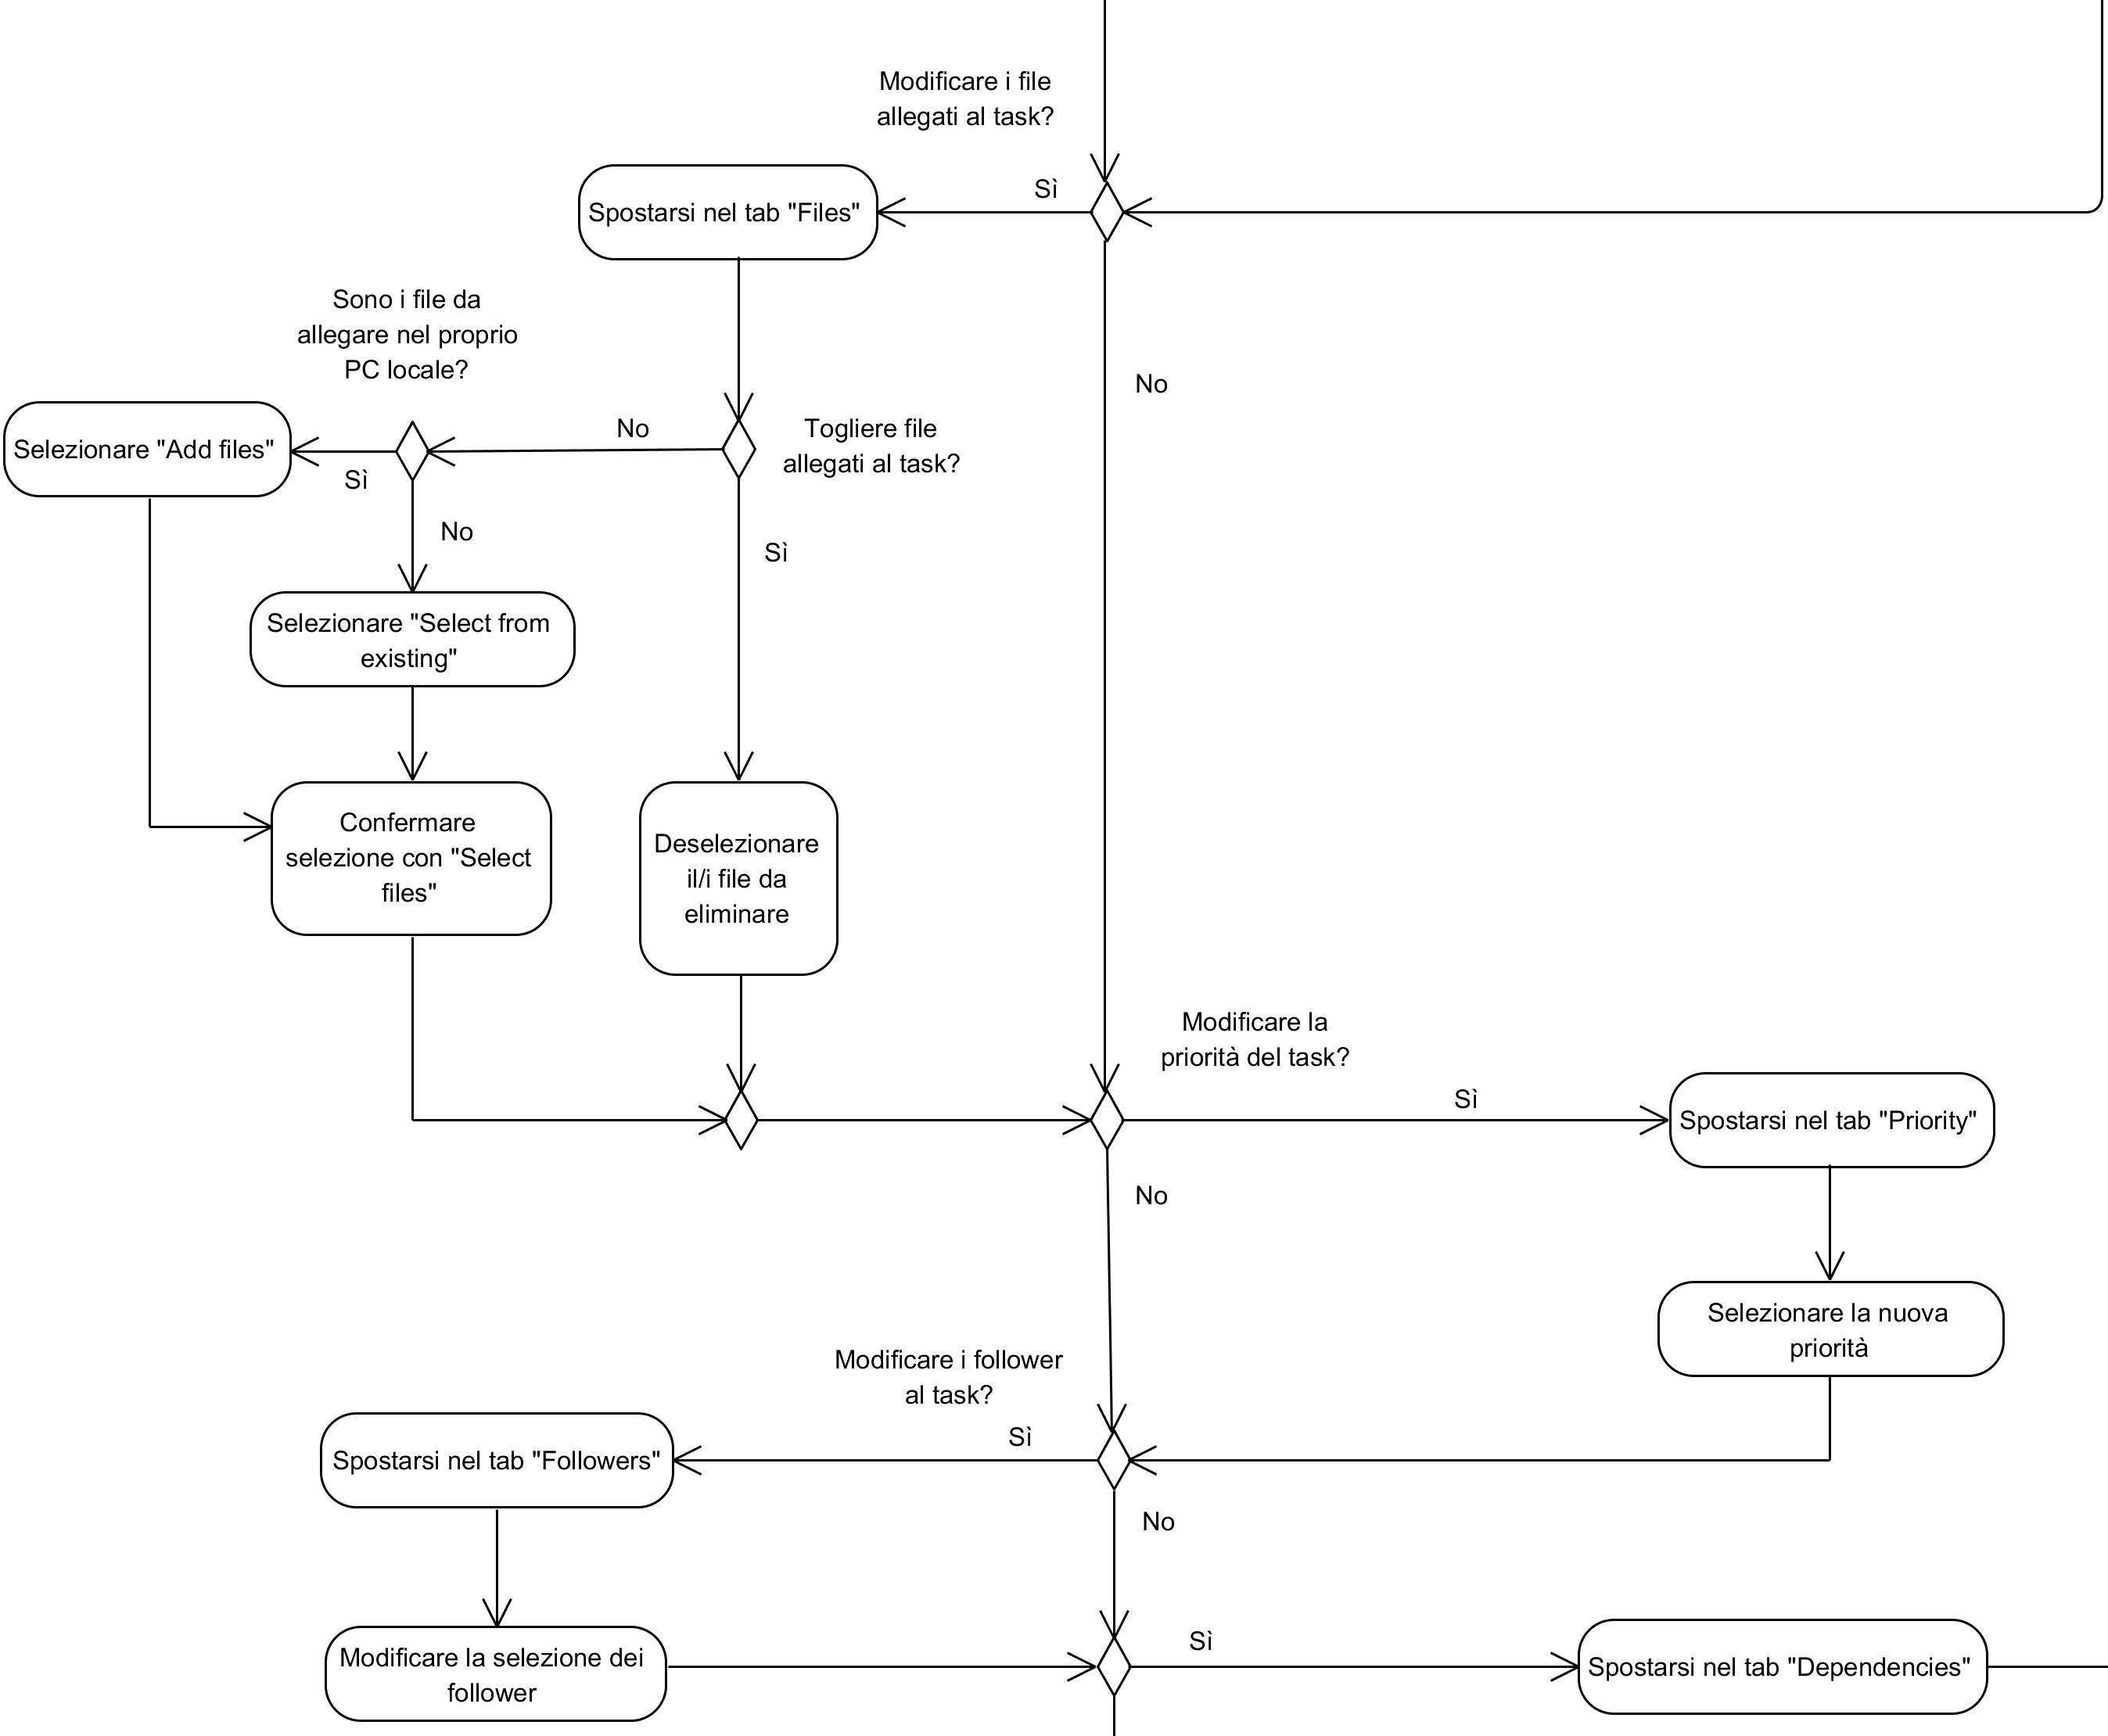 Modificare i file
allegati al task?
Sì
Spostarsi nel tab "Files"
Sono i file da
allegare nel proprio
PC locale?
No
No
Togliere file
allegati al task?
Selezionare "Add files"
Sì
No
Sì
Selezionare "Select from
existing"
Confermare
selezione con "Select
files"
Deselezionare
il/i file da
eliminare
Modificare la
priorità del task?
Sì
Spostarsi nel tab "Priority"
No
Selezionare la nuova
priorità
Modificare i follower
al task?
Sì
Spostarsi nel tab "Followers"
No
Sì
Modificare la selezione dei
follower
Spostarsi nel tab "Dependencies"